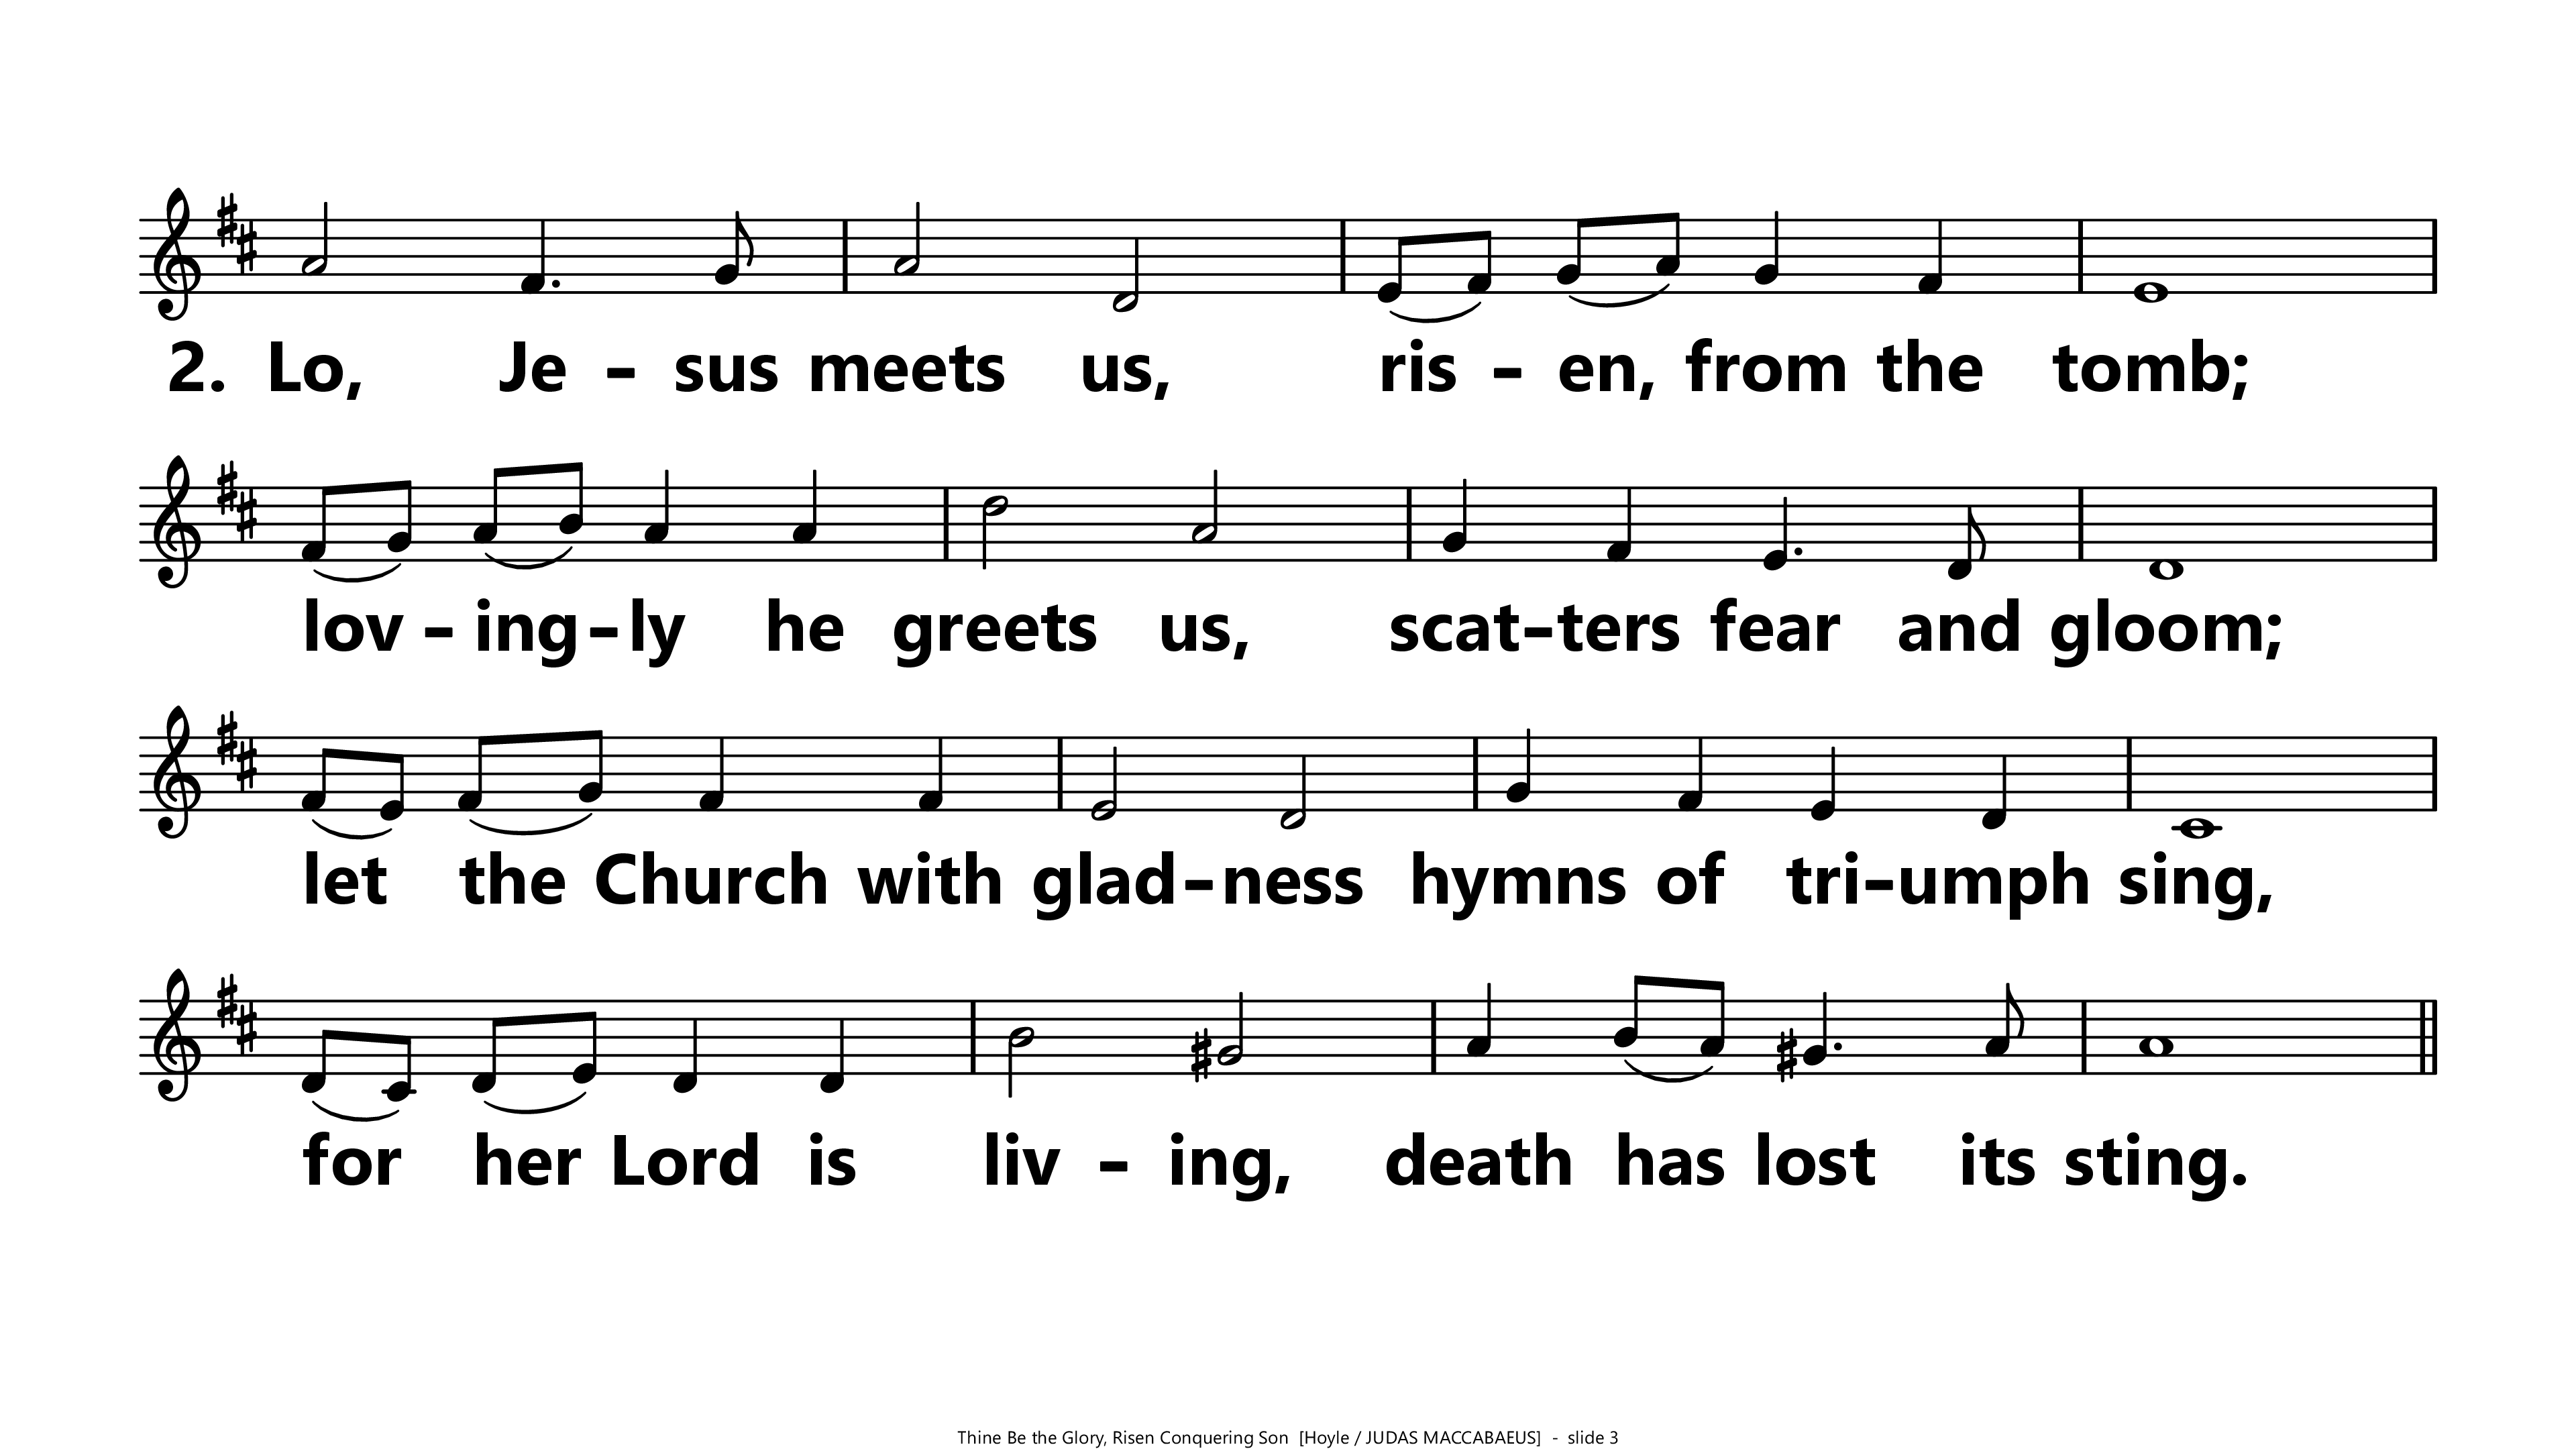 2. Lo, Je - sus meets us, ris - en, from the tomb;
lov - ing - ly he greets us, scat - ters fear and gloom;
let the Church with glad - ness hymns of tri - umph sing,
for her Lord is liv - ing, death has lost its sting.
Thine Be the Glory, Risen Conquering Son [Hoyle / JUDAS MACCABAEUS] - slide 3